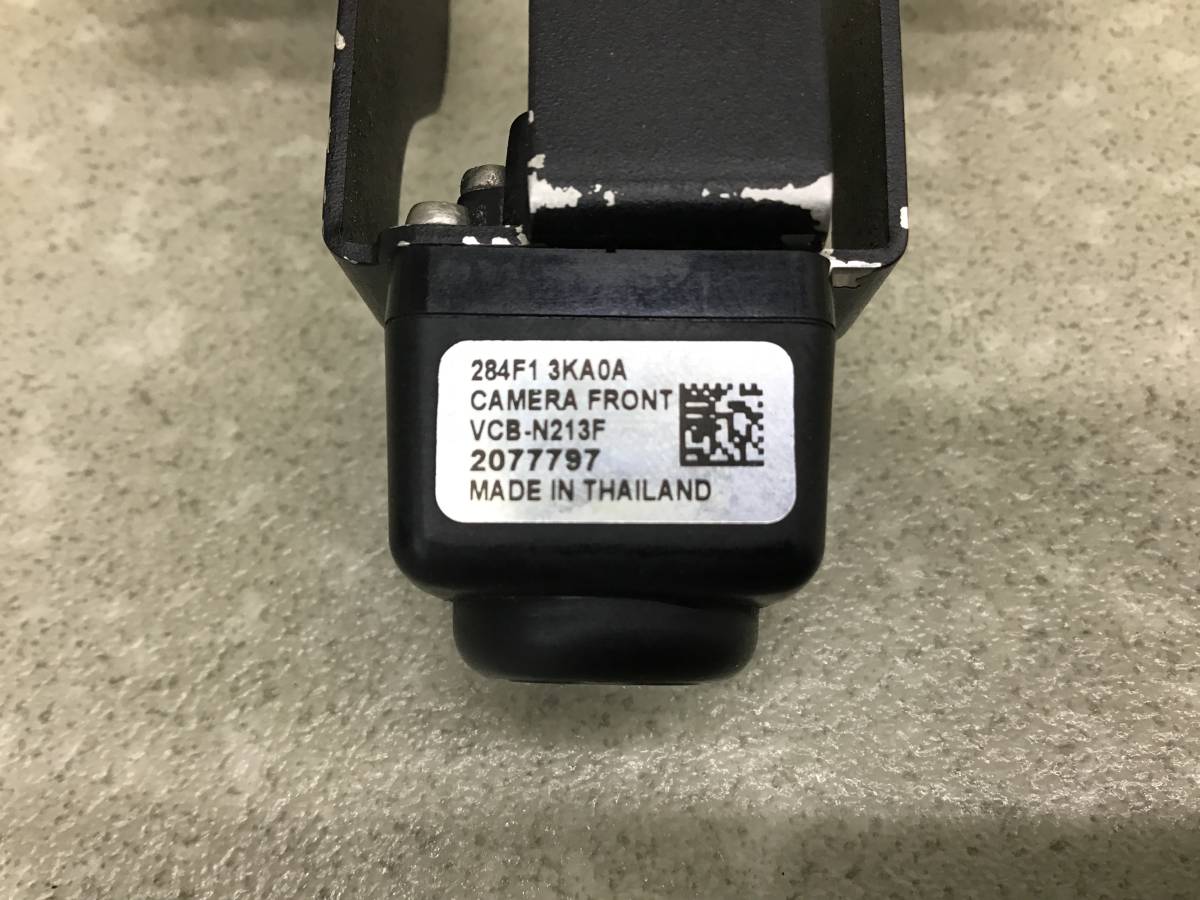 284F1 3KA0A
CAMERA FRONT
VCB-N213F
2077797
MADE IN THAILAND